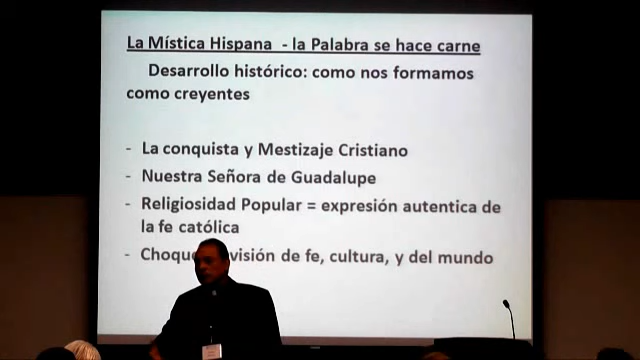 La Mística Hispana - la Palabra se hace carne
Desarrollo histórico: como nos formamos
como creyentes
- La conquista y Mestizaje Cristiano
- Nuestra Señora de Guadalupe
- Religiosidad Popular = expresión autentica de
la fe católica
- Choque visión de fe, cultura, y del mundo